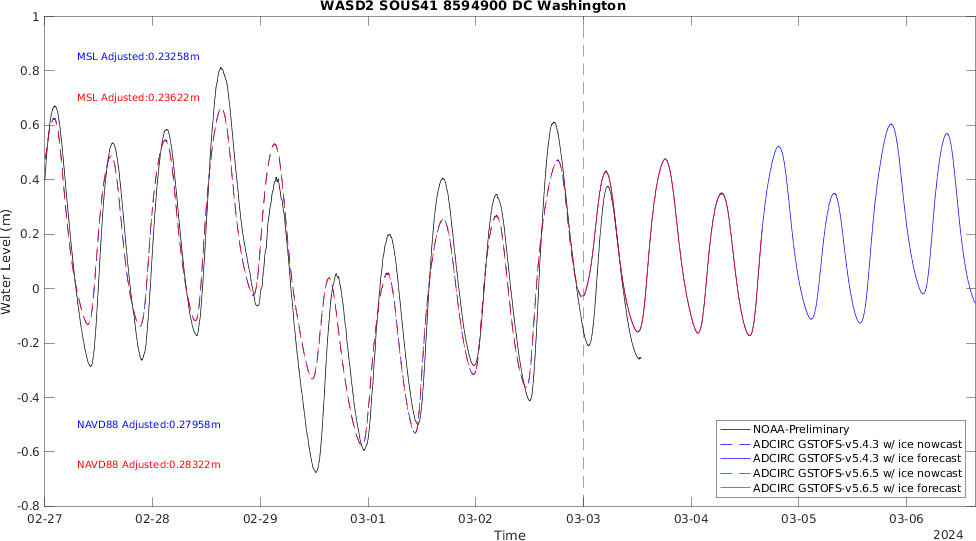 WASD2 SOUS41 8594900 DC Washington
1
0.8
0.6
0.4
0.2
0
-0.2
-0.4
-0.6
-0.8
Water Level (m)
MSL Adjusted:0.23258m
MSL Adjusted:0.23622m
NAVD88 Adjusted:0.27958m
NAVD88 Adjusted:0.28322m
NOAA-Preliminary
ADCIRC GSTOFS-v5.4.3 w/ ice nowcast
ADCIRC GSTOFS-v5.4.3 w/ ice forecast
ADCIRC GSTOFS-v5.6.5 w/ ice nowcast
ADCIRC GSTOFS-v5.6.5 w/ ice forecast
02-27 02-28 02-29 03-01 03-02 03-03 03-04 03-05 03-06
Time
2024